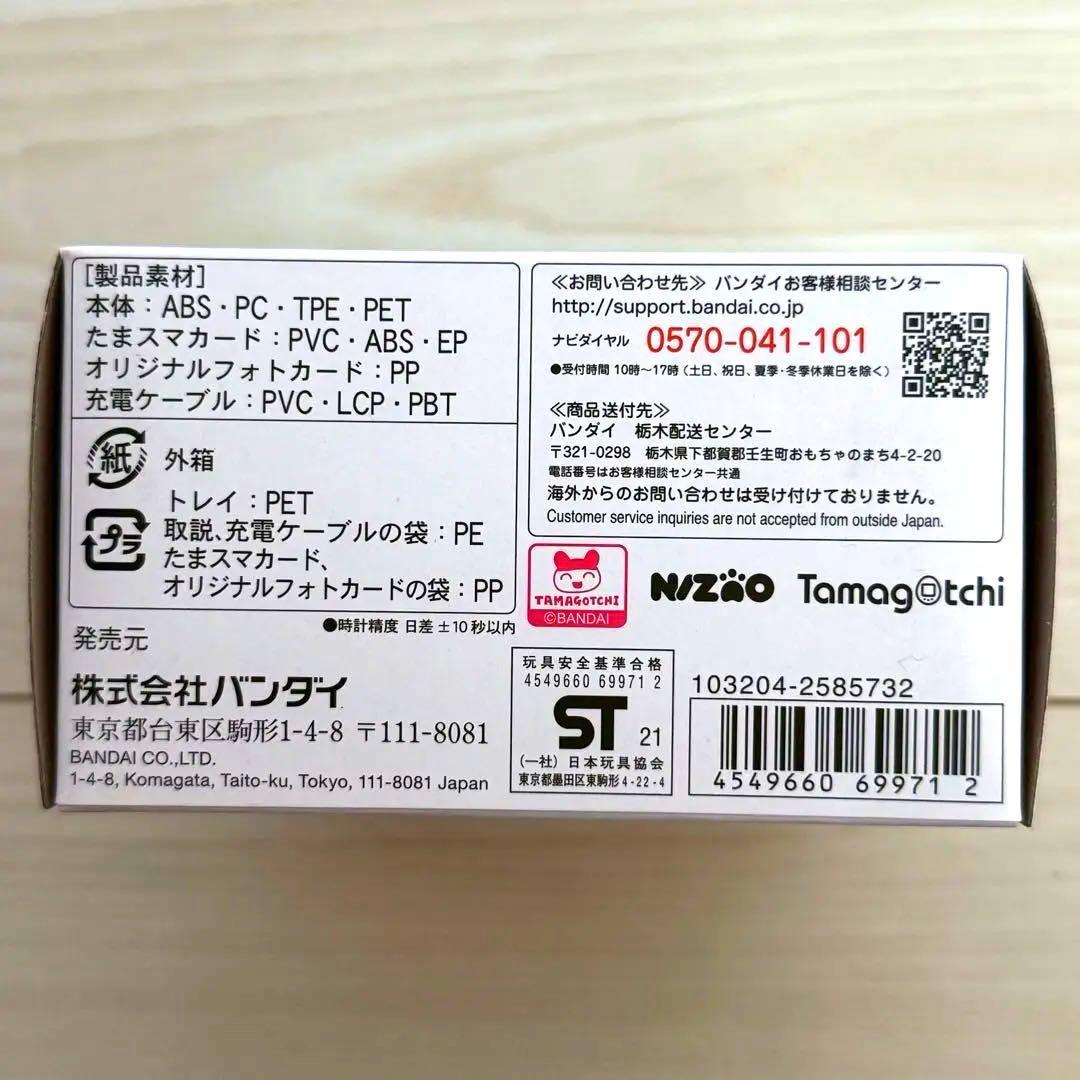 [製品素材]
本体：ABS・PC・TPE・PET
たまスマカード：PVC・ABS・EP
オリジナルフォトカード：PP
充電ケーブル：PVC・LCP・PBT
紙 外箱
プラ
トレイ：PET
取説、充電ケーブルの袋：PE
たまスマカード、
オリジナルフォトカードの袋：PP
●時計精度 日差±10秒以内
発売元
株式会社バンダイ
東京都台東区駒形1-4-8 〒111-8081
BANDAI CO.,LTD.
1-4-8, Komagata, Taito-ku, Tokyo, 111-8081 Japan
≪お問い合わせ先≫ バンダイお客様相談センター
http://support.bandai.co.jp
ナビダイヤル 0570-041-101
●受付時間 10時〜17時（土日、祝日、夏季・冬季休業日を除く）
≪商品送付先≫
バンダイ 栃木配送センター
〒321-0298 栃木県下都賀郡壬生町おもちゃのまち4-2-20
電話番号はお客様相談センター共通
海外からのお問い合わせは受け付けておりません。
Customer service inquiries are not accepted from outside Japan.
TAMAGOTCHI
©BANDAI
NIZOO
Tamagotchi
玩具安全基準合格
4549660 69971 2
ST 21
（一社）日本玩具協会
東京都墨田区東駒形4-22-4
103204-2585732
4549660 69971 2